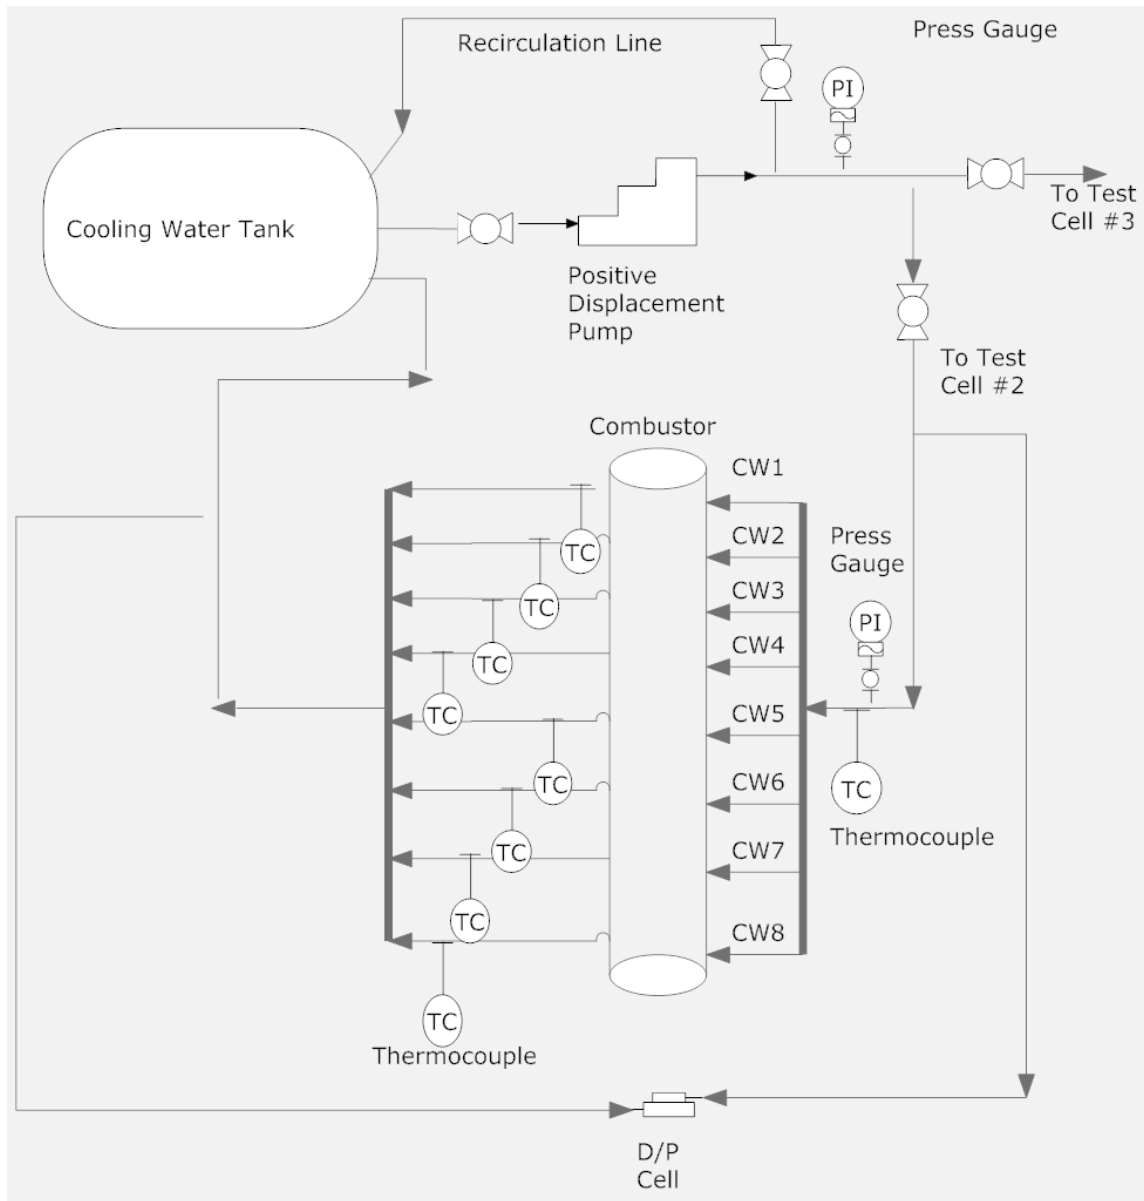 Recirculation Line
Press Gauge
PI
Cooling Water Tank
To Test
Cell #3
Positive
Displacement
Pump
To Test
Cell #2
Combustor
CW1
TC
CW2
Press
Gauge
TC
CW3
PI
TC
CW4
TC
CW5
TC
CW6
TC
Thermocouple
TC
CW7
TC
CW8
TC
Thermocouple
D/P
Cell